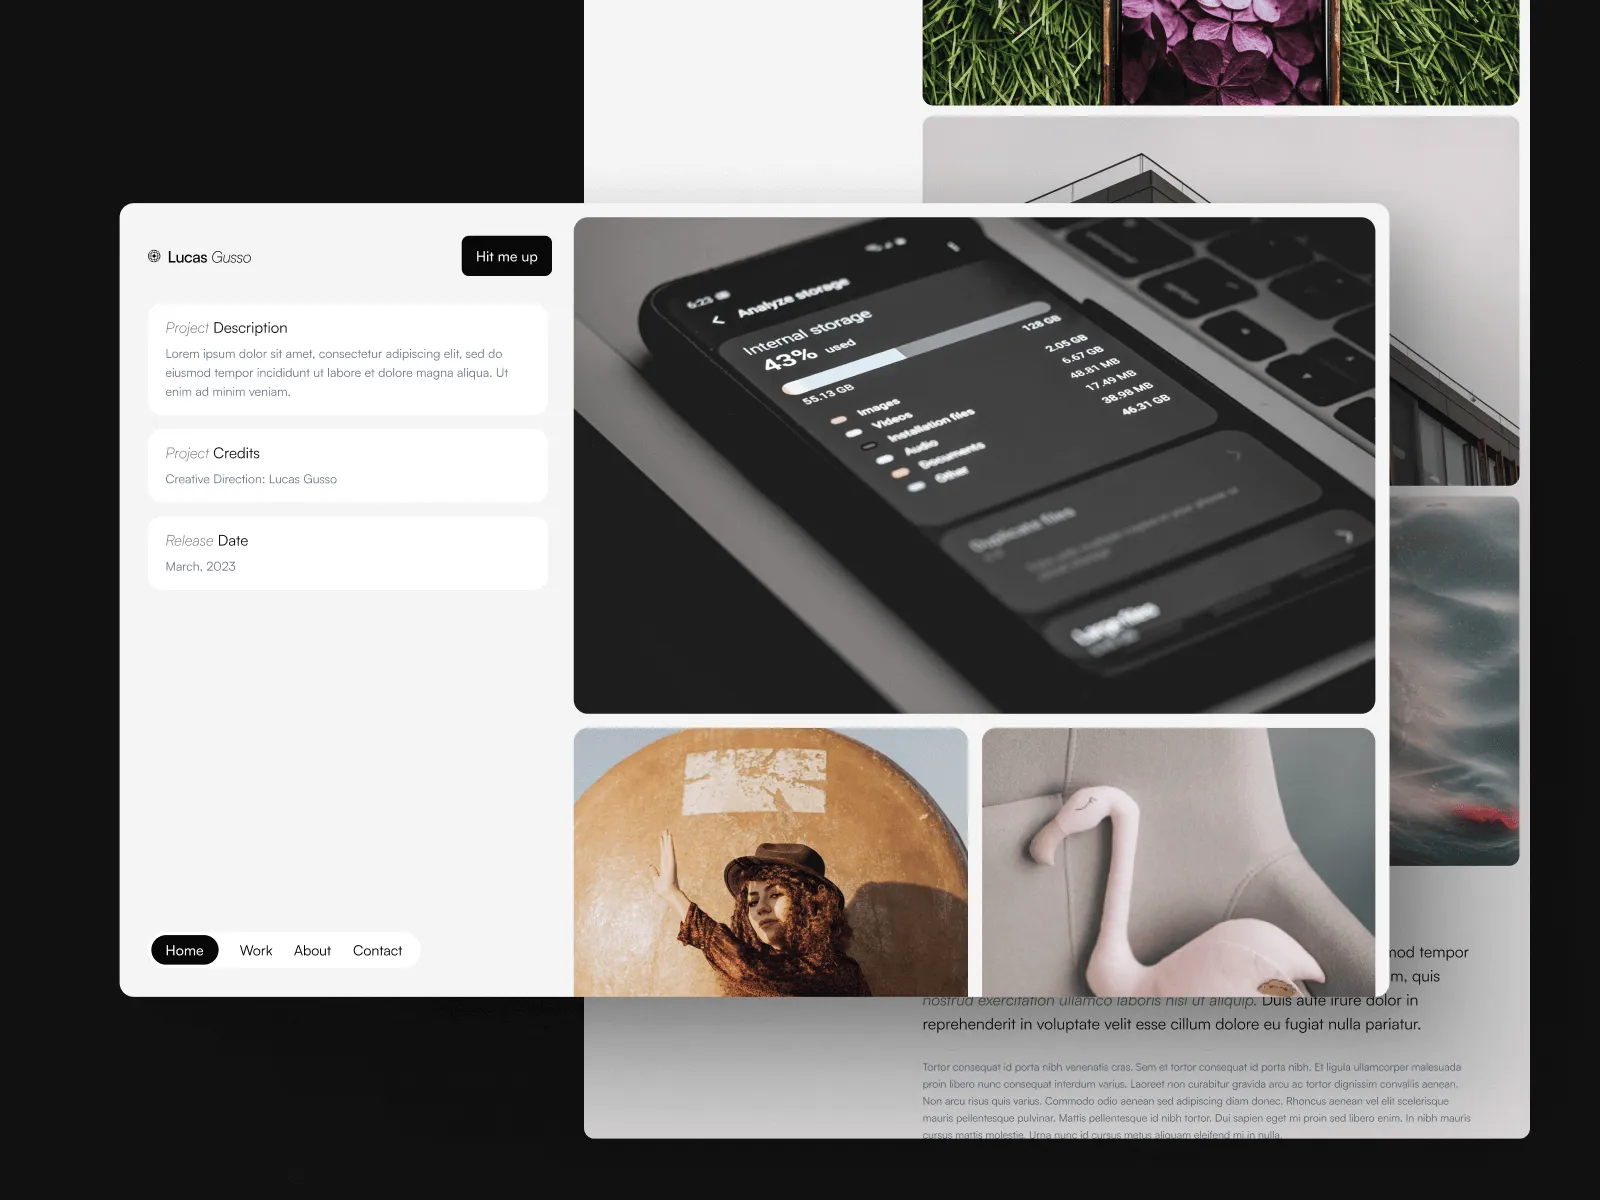 Lucas Gusso
Hit me up
Project Description
Lorem ipsum dolor sit amet, consectetur adipiscing elit, sed do
eiusmod tempor incididunt ut labore et dolore magna aliqua. Ut
enim ad minim veniam.
Project Credits
Creative Direction: Lucas Gusso
Release Date
March, 2023
Home
Work
About
Contact
6:23
Analyze storage
Internal storage
43% used
128 GB
55.13 GB
Images 2.05 GB
Videos 6.67 GB
Installation files 48.81 MB
Audio 17.49 MB
Documents 38.98 MB
Other 46.31 GB
Duplicate files
Large files
mod tempor
m, quis
nostrud exercitation ullamco laboris nisi ut aliquip. Duis aute irure dolor in
reprehenderit in voluptate velit esse cillum dolore eu fugiat nulla pariatur.
Tortor consequat id porta nibh venenatis cras. Sem et tortor consequat id porta nibh. Et ligula ullamcorper malesuada
proin libero nunc consequat interdum varius. Laoreet non curabitur gravida arcu ac tortor dignissim convallis aenean.
Non arcu risus quis varius. Commodo odio aenean sed adipiscing diam donec. Rhoncus aenean vel elit scelerisque
mauris pellentesque pulvinar. Mattis pellentesque id nibh tortor. Dui sapien eget mi proin sed libero enim. In nibh mauris
cursus mattis molestie. Urna nunc id cursus metus aliquam eleifend mi in nulla.